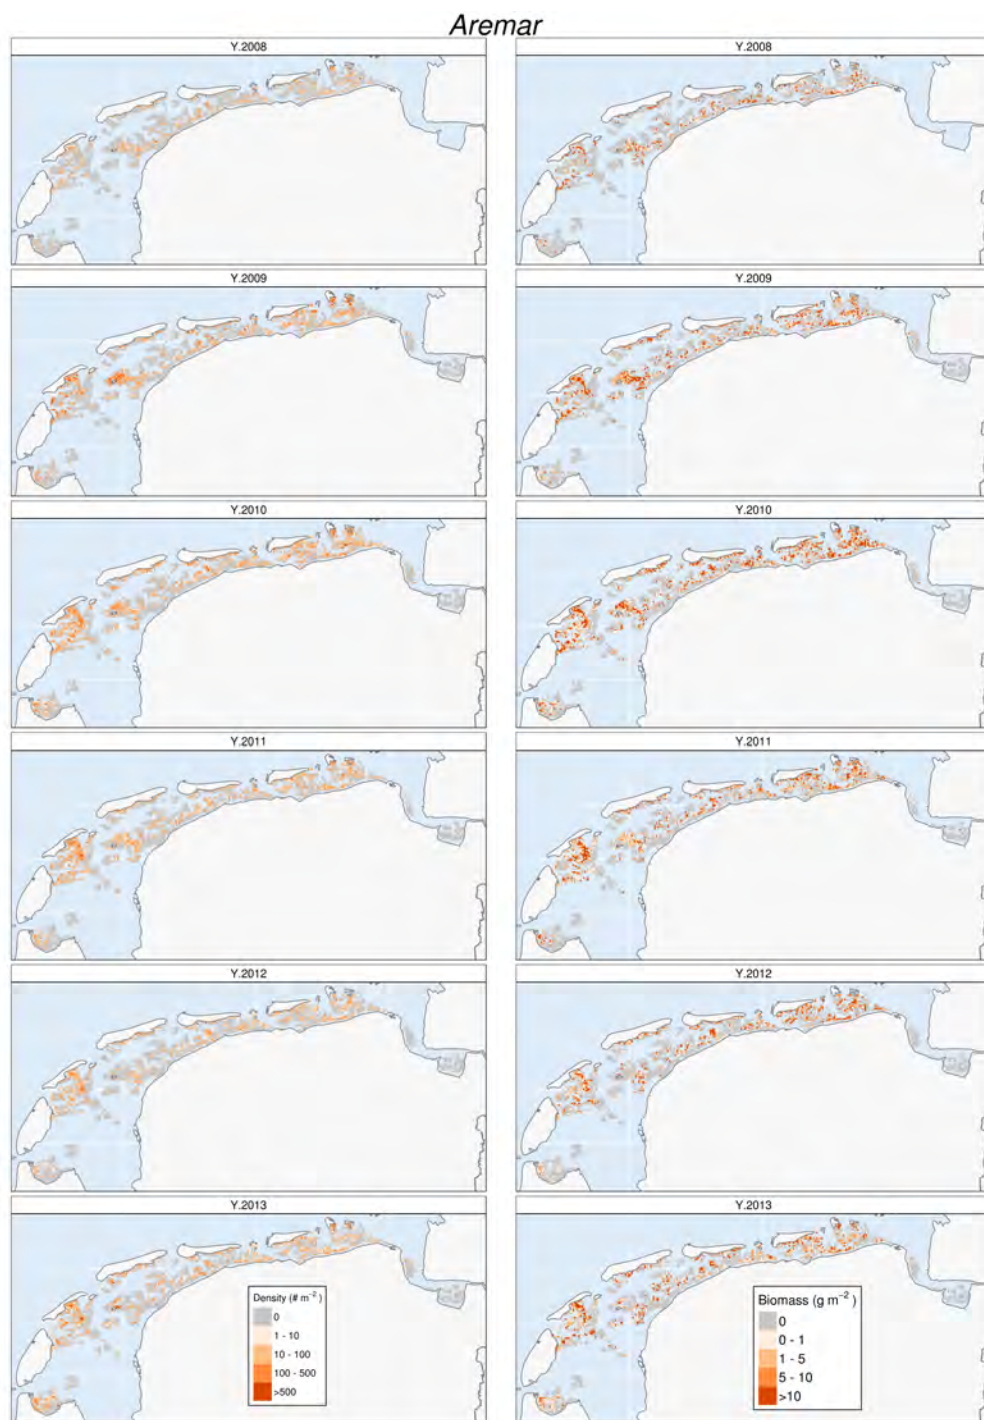 Aremar
Y.2008
Y.2008
Y.2009
Y.2009
Y.2010
Y.2010
Y.2011
Y.2011
Y.2012
Y.2012
Y.2013
Y.2013
Density (# m⁻²)
0
1 - 10
10 - 100
100 - 500
>500
Biomass (g m⁻²)
0
0 - 1
1 - 5
5 - 10
>10